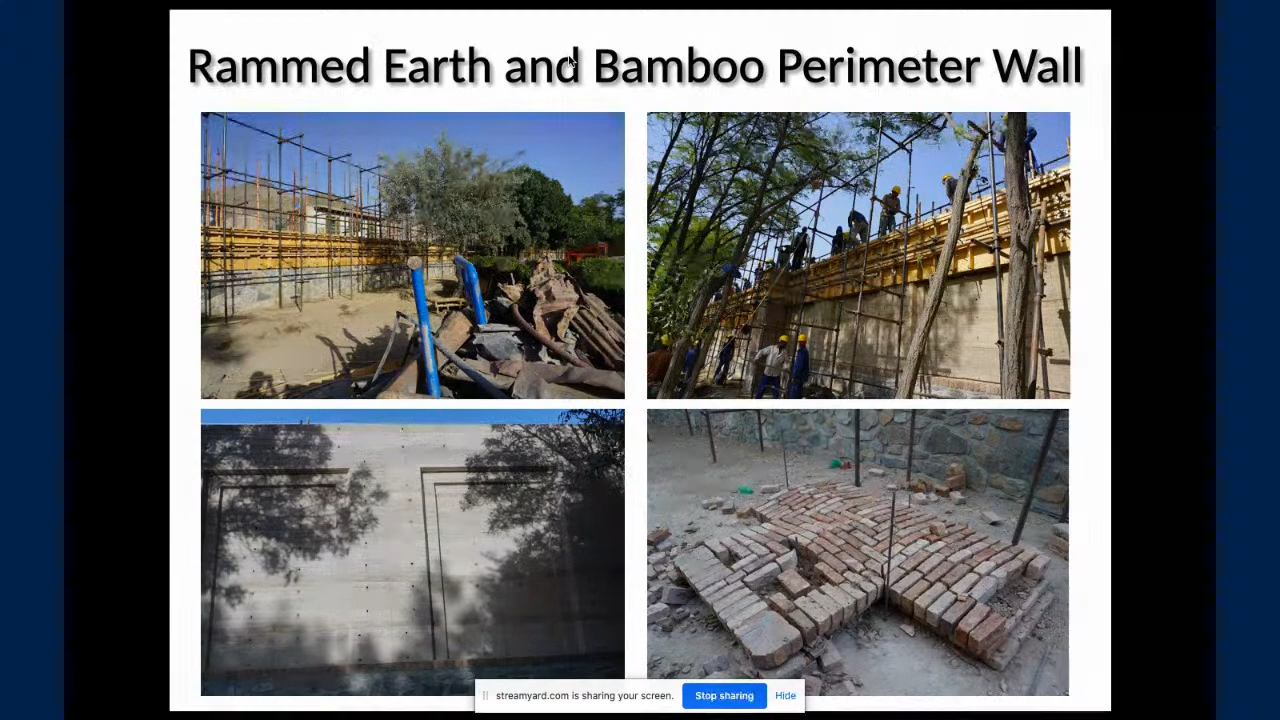 Rammed Earth and Bamboo Perimeter Wall
streamyard.com is sharing your screen. Stop sharing Hide